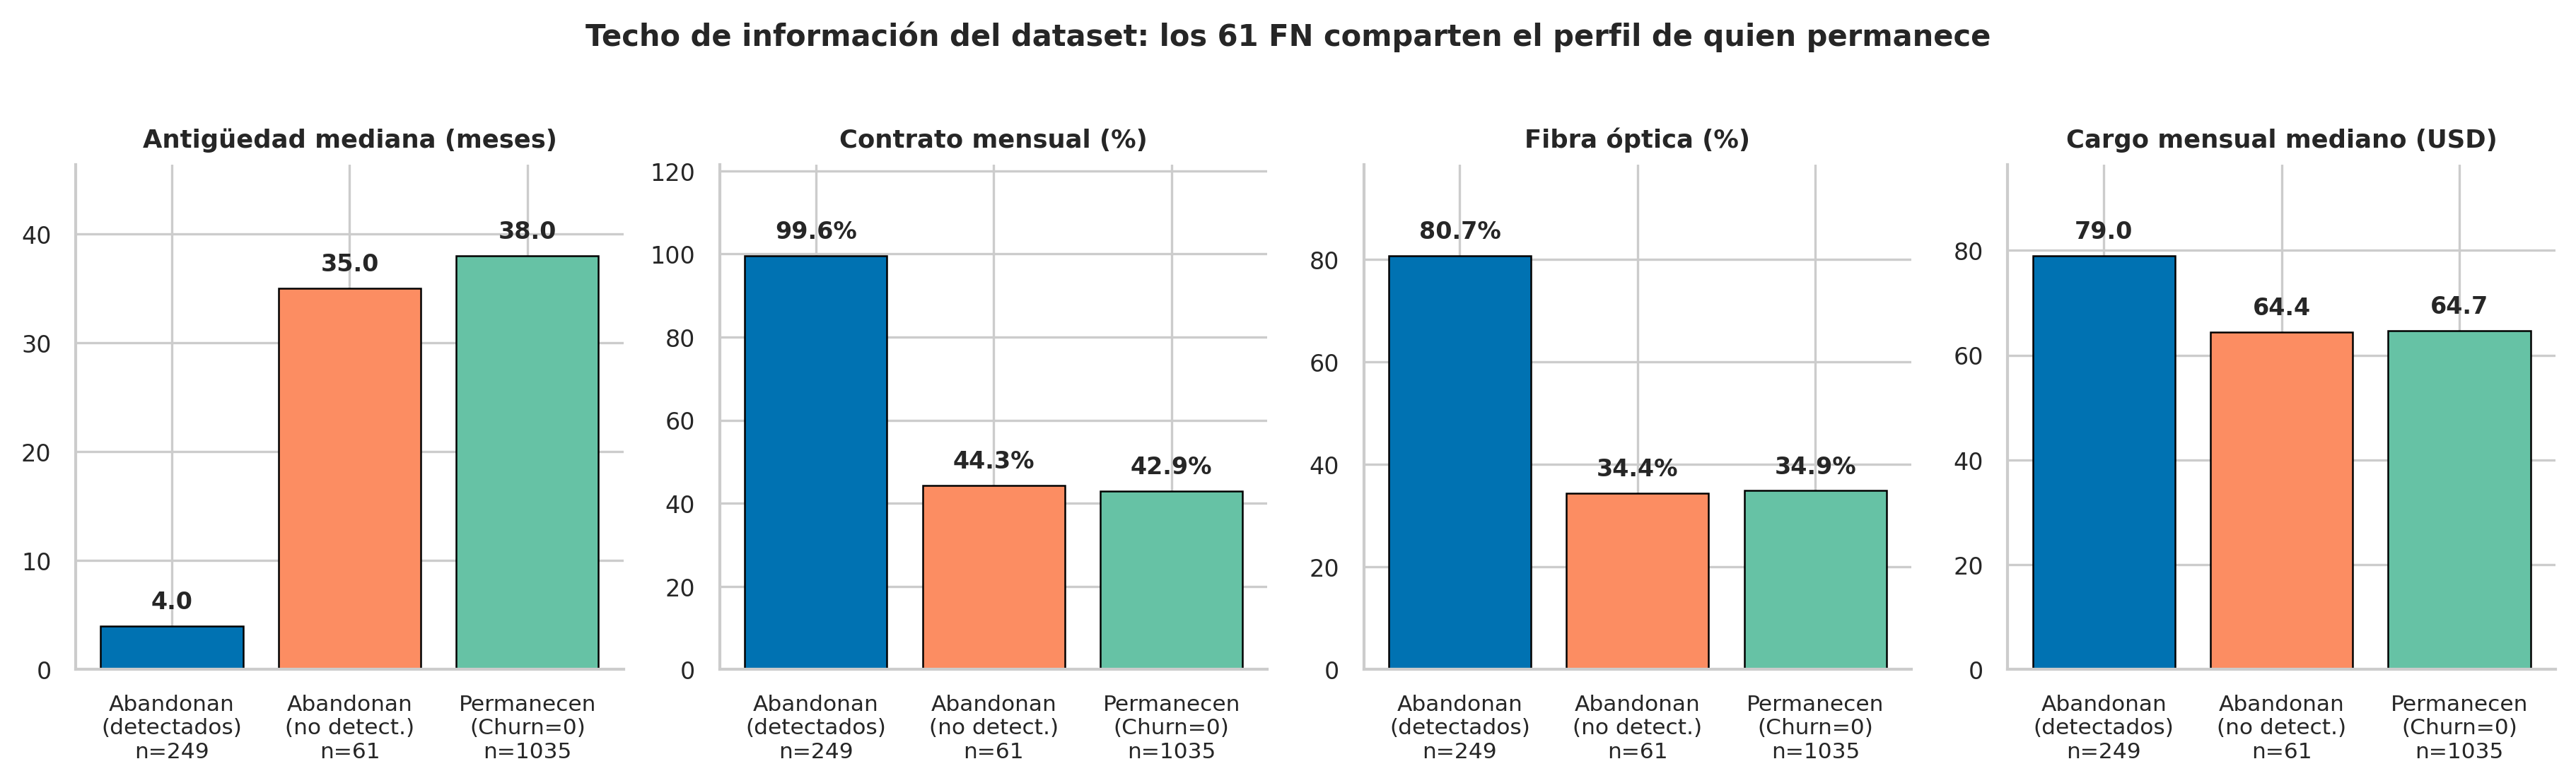 Techo de información del dataset: los 61 FN comparten el perfil de quien permanece
Antigüedad mediana (meses)
40
30
20
10
0
4.0
35.0
38.0
Abandonan
(detectados)
n=249
Abandonan
(no detect.)
n=61
Permanecen
(Churn=0)
n=1035
Contrato mensual (%)
120
100
80
60
40
20
0
99.6%
44.3%
42.9%
Abandonan
(detectados)
n=249
Abandonan
(no detect.)
n=61
Permanecen
(Churn=0)
n=1035
Fibra óptica (%)
80
60
40
20
0
80.7%
34.4%
34.9%
Abandonan
(detectados)
n=249
Abandonan
(no detect.)
n=61
Permanecen
(Churn=0)
n=1035
Cargo mensual mediano (USD)
80
60
40
20
0
79.0
64.4
64.7
Abandonan
(detectados)
n=249
Abandonan
(no detect.)
n=61
Permanecen
(Churn=0)
n=1035